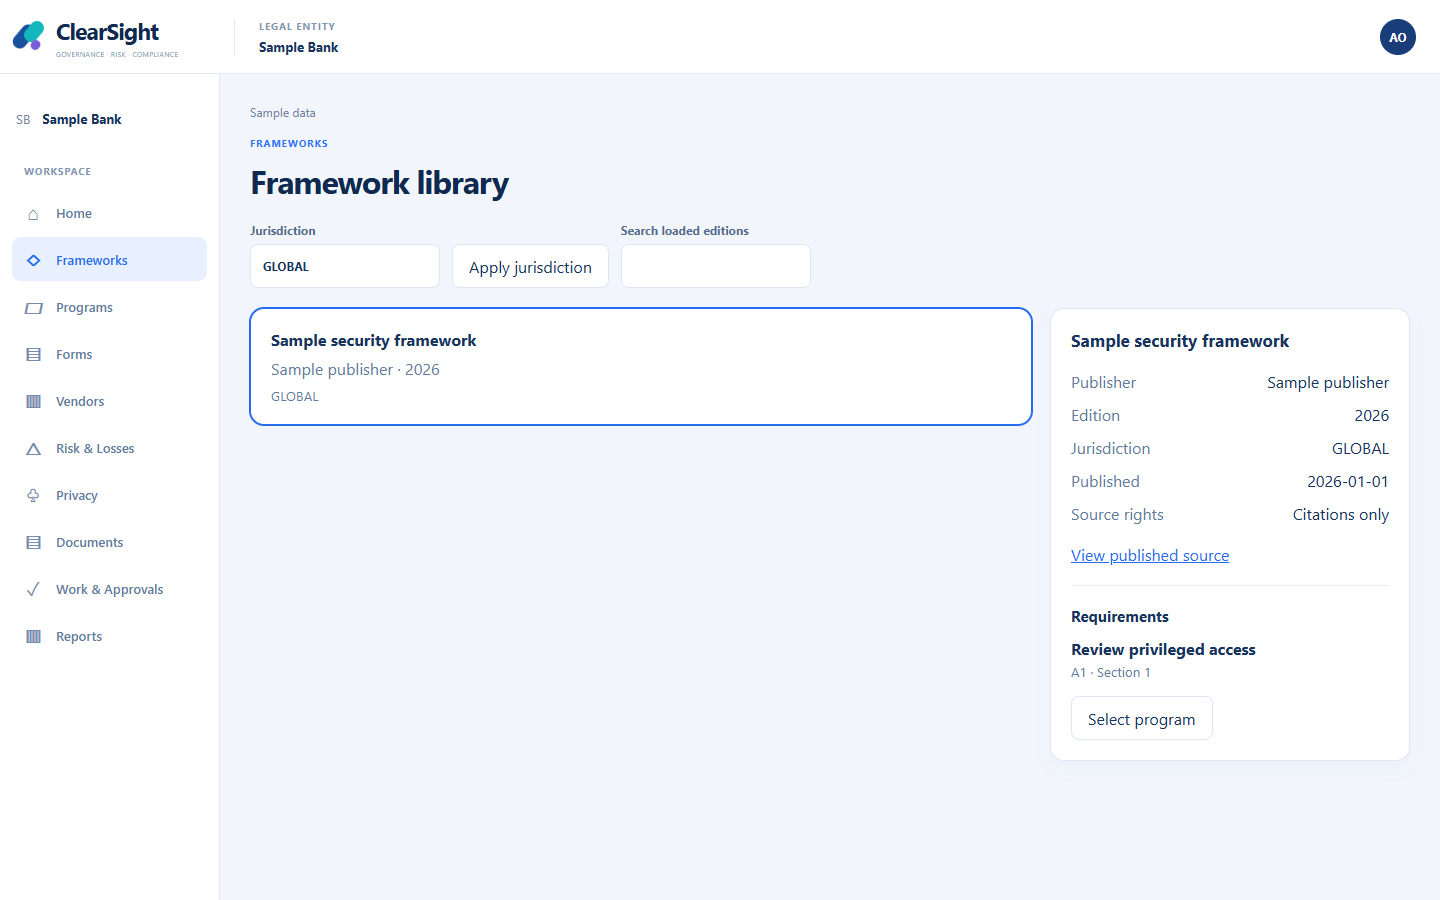 ClearSight
GOVERNANCE · RISK · COMPLIANCE
LEGAL ENTITY
Sample Bank
AO
SB Sample Bank
WORKSPACE
Home
Frameworks
Programs
Forms
Vendors
Risk & Losses
Privacy
Documents
Work & Approvals
Reports
Sample data
FRAMEWORKS
Framework library
Jurisdiction
GLOBAL
Apply jurisdiction
Search loaded editions
Sample security framework
Sample publisher · 2026
GLOBAL
Sample security framework
Publisher Sample publisher
Edition 2026
Jurisdiction GLOBAL
Published 2026-01-01
Source rights Citations only
View published source
Requirements
Review privileged access
A1 · Section 1
Select program